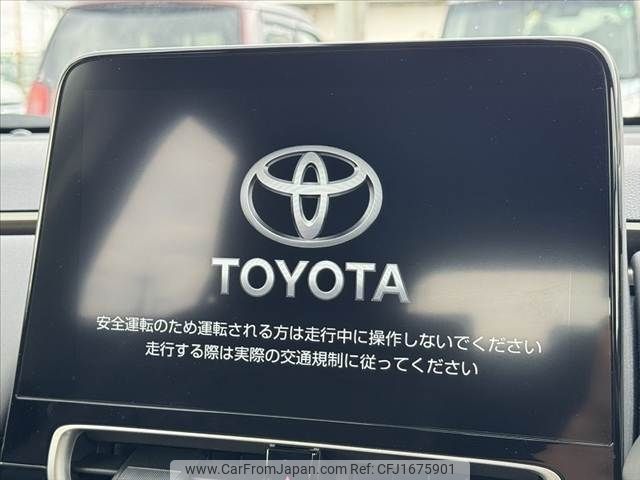 TOYOTA
安全運転のため運転される方は走行中に操作しないでください
走行する際は実際の交通規制に従ってください
www.CarFromJapan.com # CFJ1675901